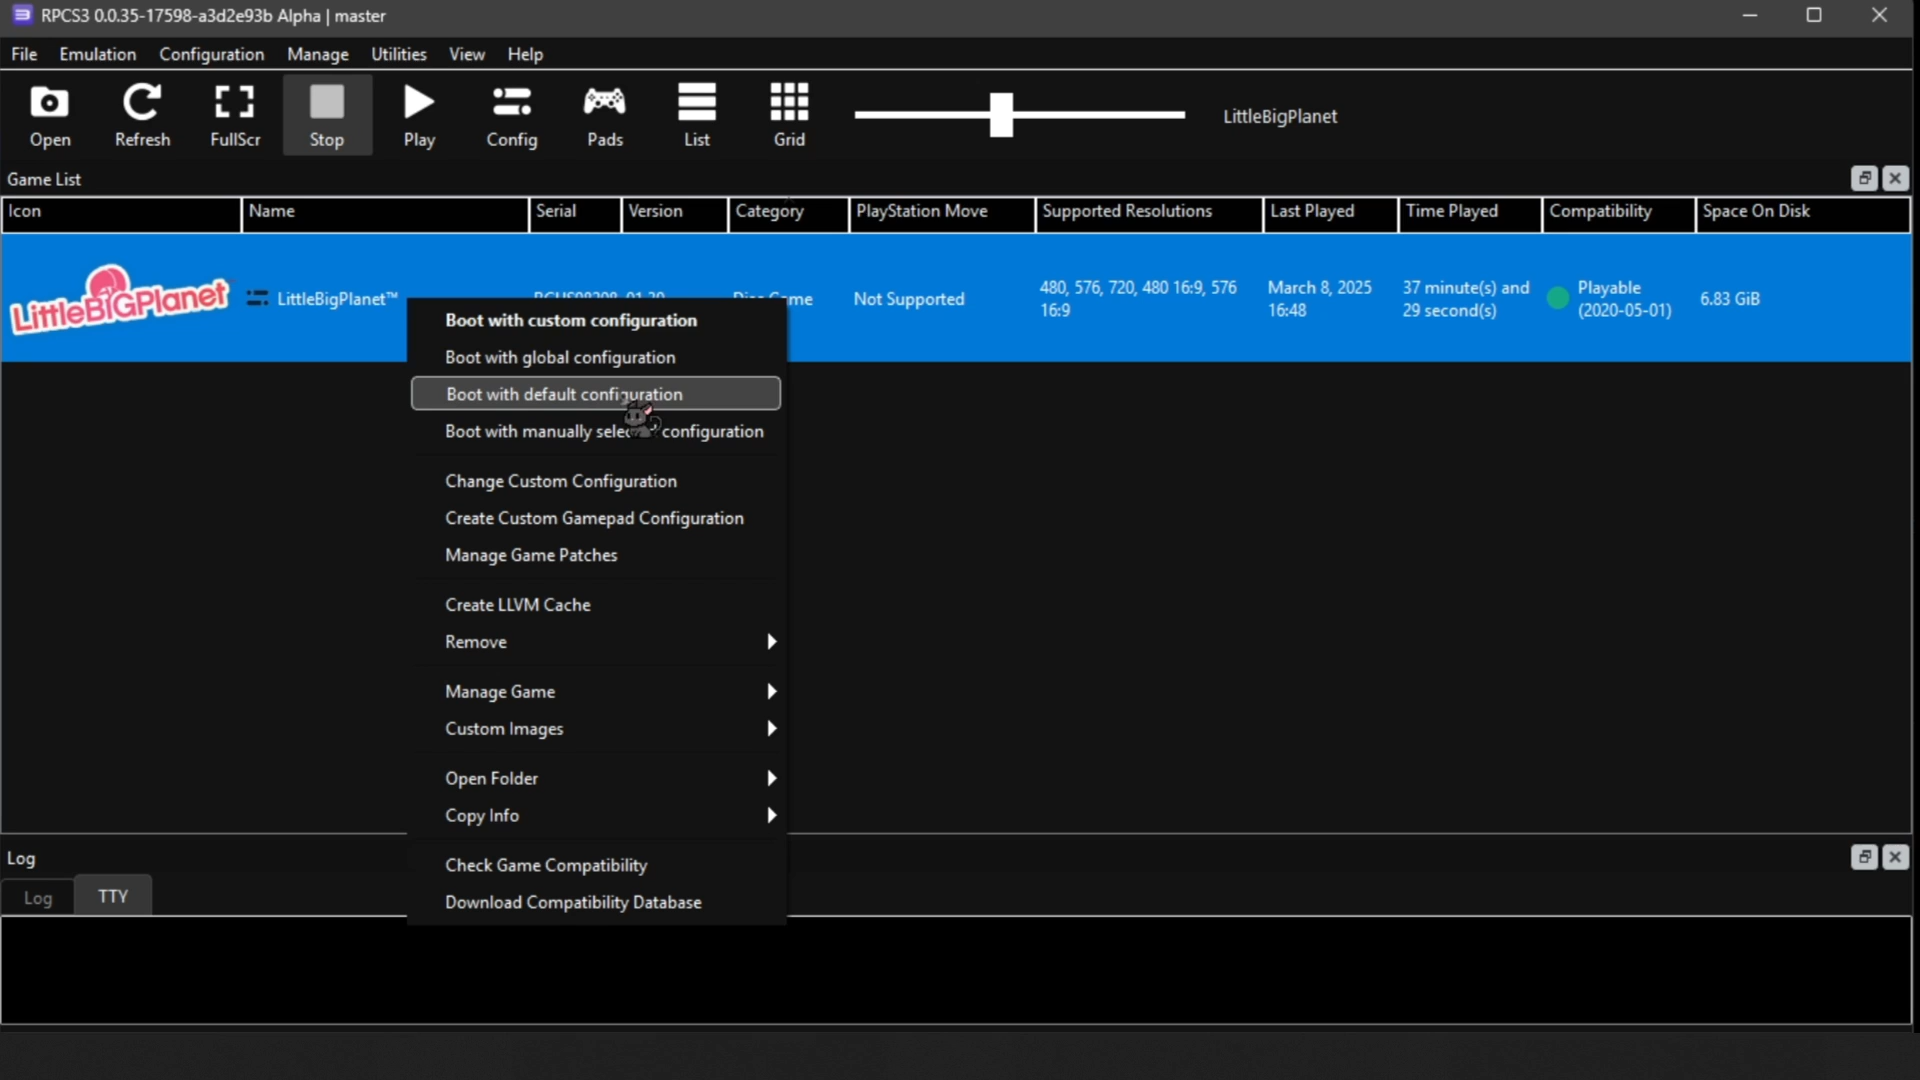 RPCS3 0.0.35-17598-a3d2e93b Alpha | master
File Emulation Configuration Manage Utilities View Help
Open Refresh FullScr Stop Play Config Pads List Grid
LittleBigPlanet
Game List
Icon Name Serial Version Category PlayStation Move Supported Resolutions Last Played Time Played Compatibility Space On Disk
LittleBigPlanet
LittleBigPlanet™ Not Supported
480, 576, 720, 480 16:9, 576
16:9
March 8, 2025
16:48
37 minute(s) and
29 second(s)
Playable
(2020-05-01)
6.83 GiB
Boot with custom configuration
Boot with global configuration
Boot with default configuration
Boot with manually configuration
Change Custom Configuration
Create Custom Gamepad Configuration
Manage Game Patches
Create LLVM Cache
Remove
Manage Game
Custom Images
Open Folder
Copy Info
Check Game Compatibility
Download Compatibility Database
Log
Log TTY